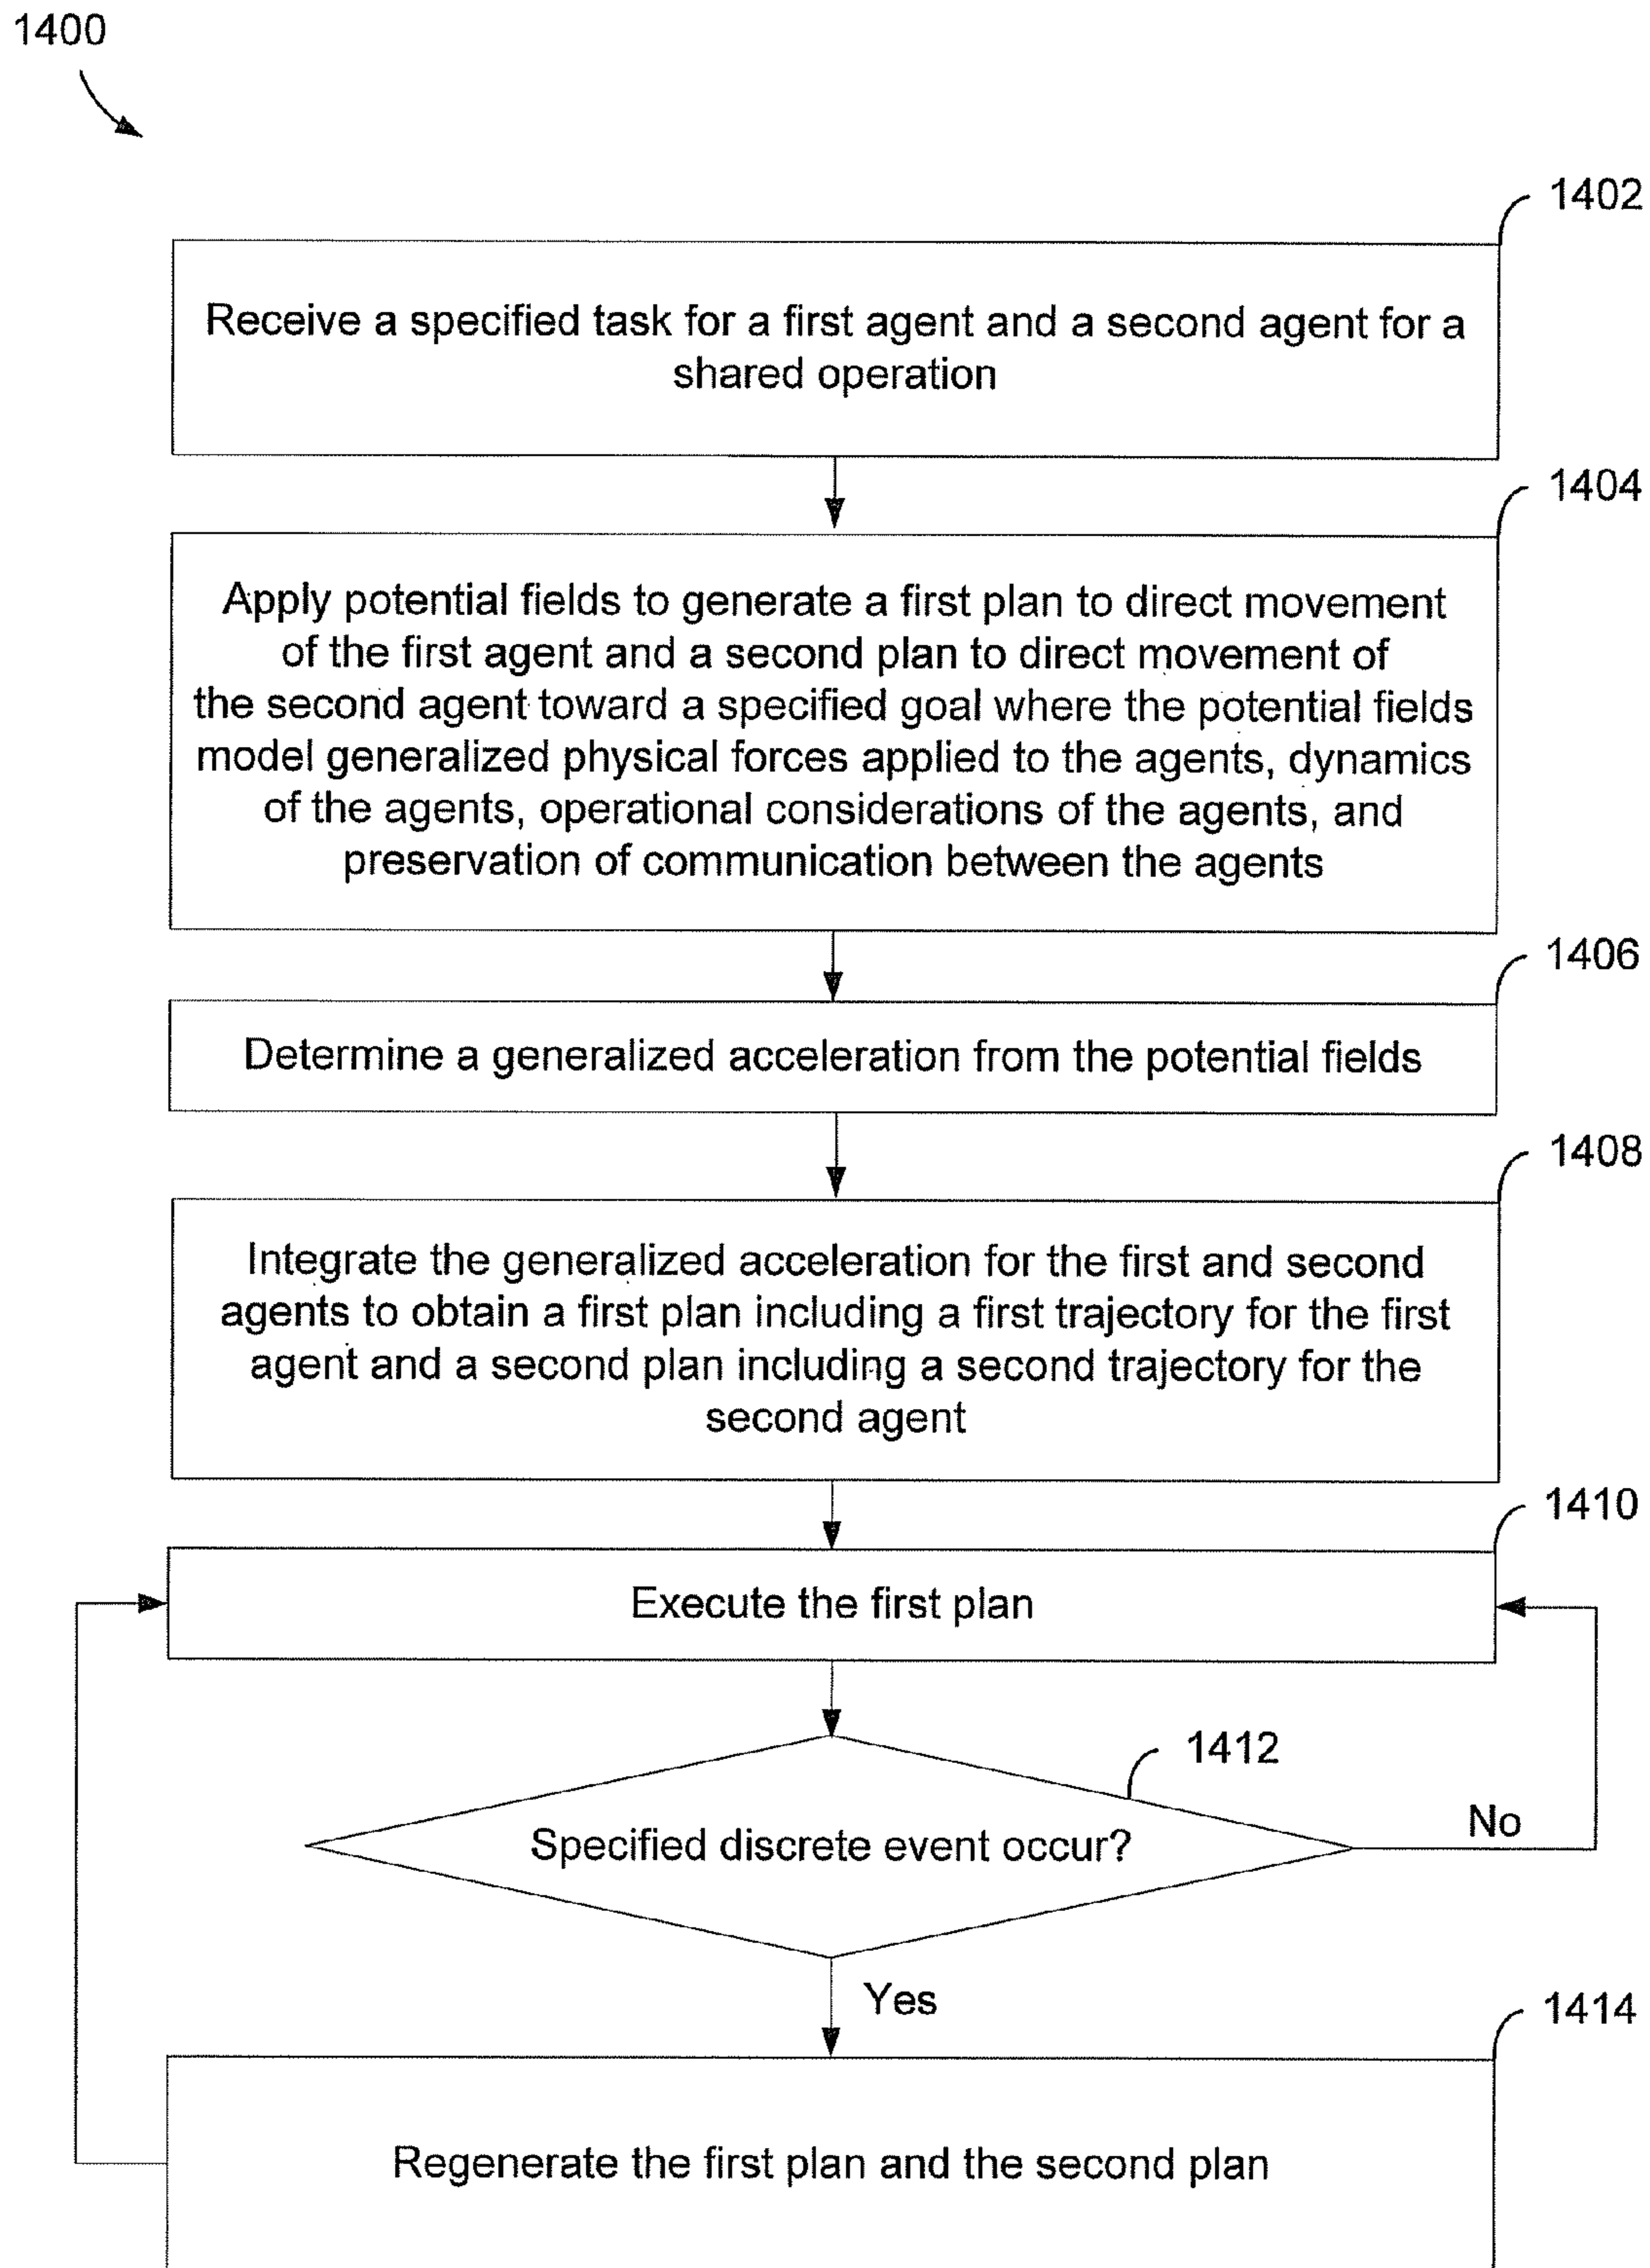 1400
1402
Receive a specified task for a first agent and a second agent for a
shared operation
1404
Apply potential fields to generate a first plan to direct movement
of the first agent and a second plan to direct movement of
the second agent toward a specified goal where the potential fields
model generalized physical forces applied to the agents, dynamics
of the agents, operational considerations of the agents, and
preservation of communication between the agents
1406
Determine a generalized acceleration from the potential fields
1408
Integrate the generalized acceleration for the first and second
agents to obtain a first plan including a first trajectory for the first
agent and a second plan including a second trajectory for the
second agent
1410
Execute the first plan
1412
Specified discrete event occur?
No
Yes
1414
Regenerate the first plan and the second plan